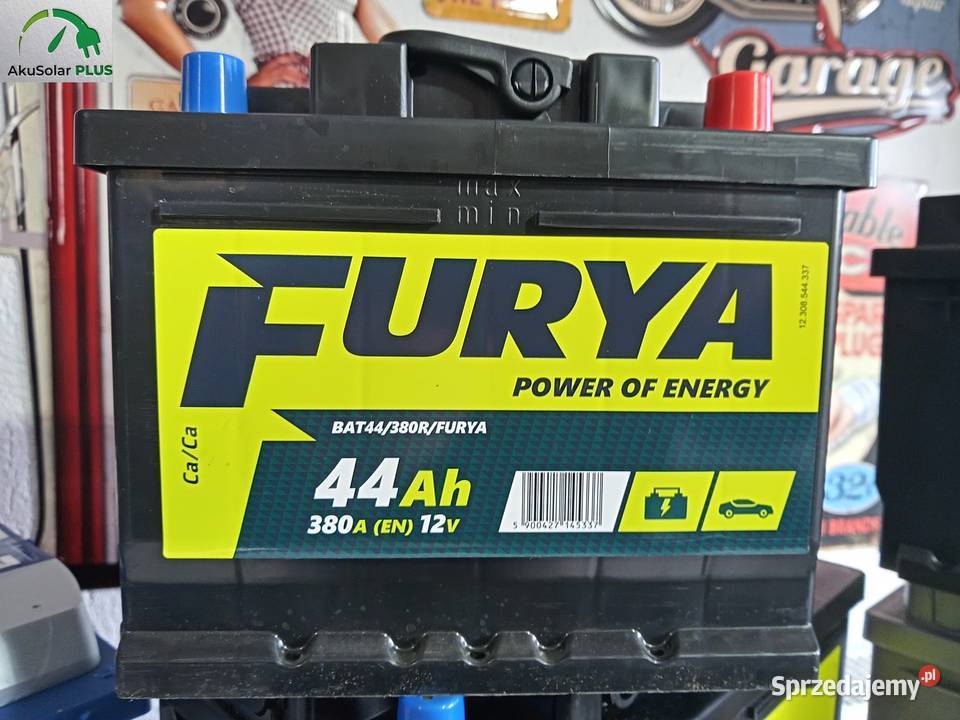 AkuSolar PLUS
Garage
max
min
FURYA
POWER OF ENERGY
12.308.544.337
Ca/Ca
BAT44/380R/FURYA
44Ah
380A (EN) 12V
5 900427 145337
Sprzedajemy.pl